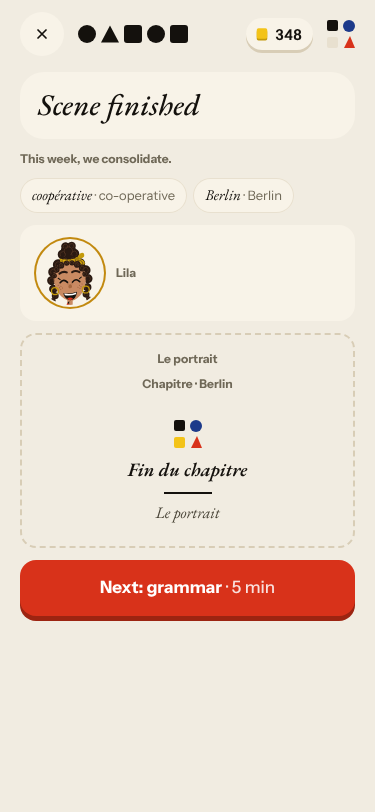 348
Scene finished
This week, we consolidate.
coopérative · co-operative
Berlin · Berlin
Lila
Le portrait
Chapitre · Berlin
Fin du chapitre
Le portrait
Next: grammar · 5 min